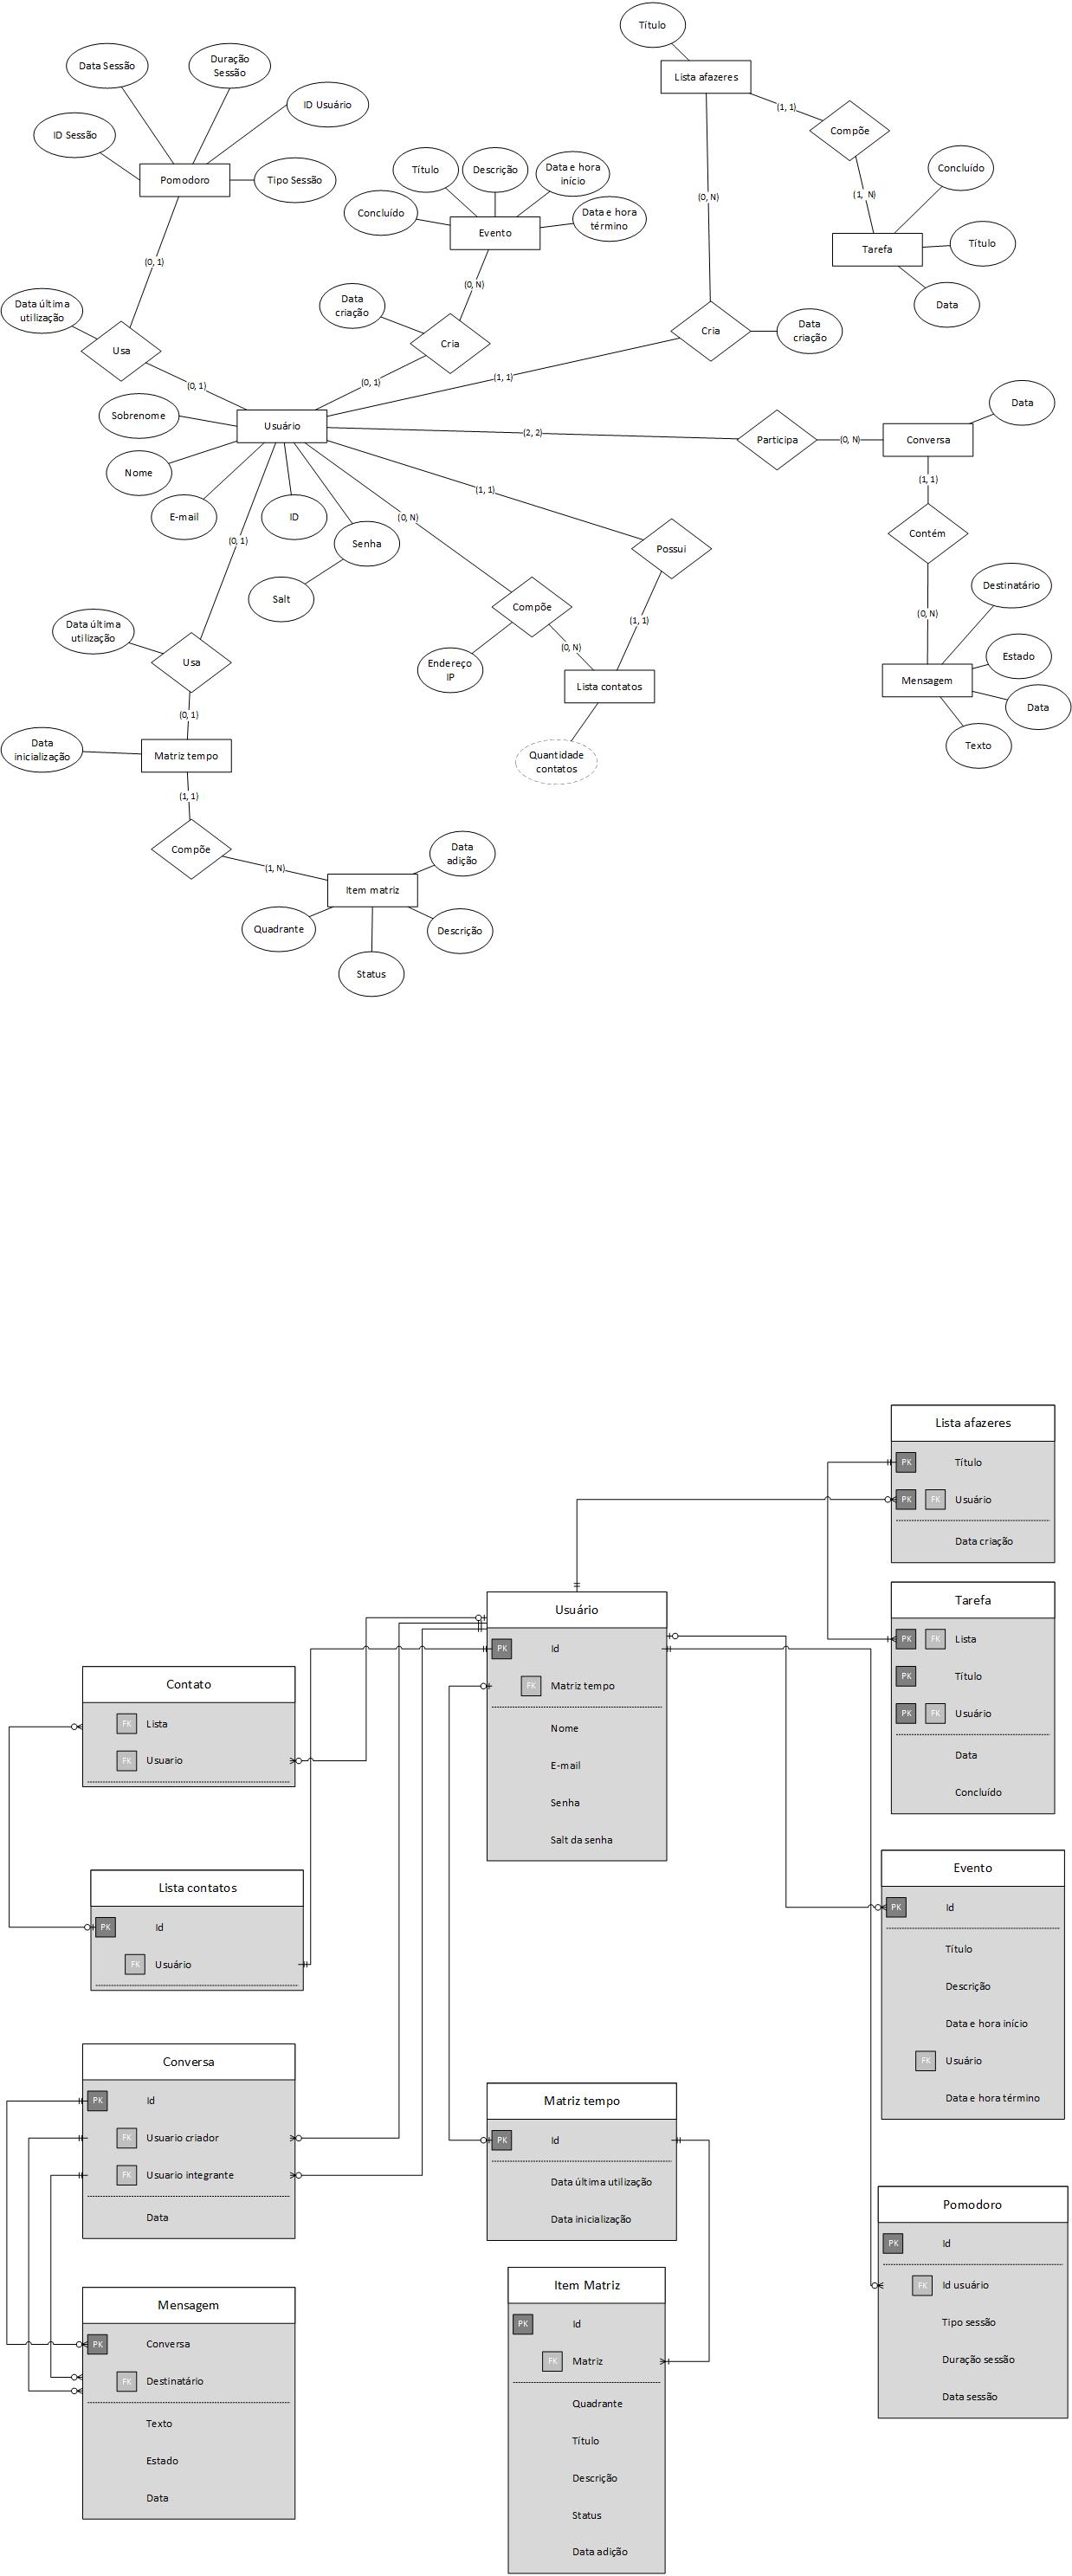 Título
Lista afazeres
(1, 1)
Compõe
(1, N)
Concluído
Tarefa
Título
Data
(0, N)
Cria
Data
criação
(1, 1)
Data Sessão
Duração
Sessão
ID Usuário
ID Sessão
Pomodoro
Tipo Sessão
(0, 1)
Data última
utilização
Usa
(0, 1)
Título
Descrição
Data e hora
início
Concluído
Evento
Data e hora
término
(0, N)
Data
criação
Cria
(0, 1)
Sobrenome
Usuário
Nome
E-mail
ID
Senha
Salt
(2, 2)
Participa
(0, N)
Conversa
Data
(1, 1)
Contém
(0, N)
Destinatário
Mensagem
Estado
Data
Texto
(1, 1)
Possui
(1, 1)
(0, N)
Compõe
Endereço
IP
(0, N)
Lista contatos
Quantidade
contatos
(0, 1)
Data última
utilização
Usa
(0, 1)
Data
inicialização
Matriz tempo
(1, 1)
Compõe
(1, N)
Data
adição
Item matriz
Quadrante
Descrição
Status
Lista afazeres
PK Título
PK FK Usuário
Data criação
Tarefa
PK FK Lista
PK Título
PK FK Usuário
Data
Concluído
Usuário
PK Id
FK Matriz tempo
Nome
E-mail
Senha
Salt da senha
Contato
FK Lista
FK Usuario
Lista contatos
PK Id
FK Usuário
Evento
PK Id
Título
Descrição
Data e hora início
FK Usuário
Data e hora término
Conversa
PK Id
FK Usuario criador
FK Usuario integrante
Data
Matriz tempo
PK Id
Data última utilização
Data inicialização
Pomodoro
PK Id
FK Id usuário
Tipo sessão
Duração sessão
Data sessão
Mensagem
PK Conversa
FK Destinatário
Texto
Estado
Data
Item Matriz
PK Id
FK Matriz
Quadrante
Título
Descrição
Status
Data adição